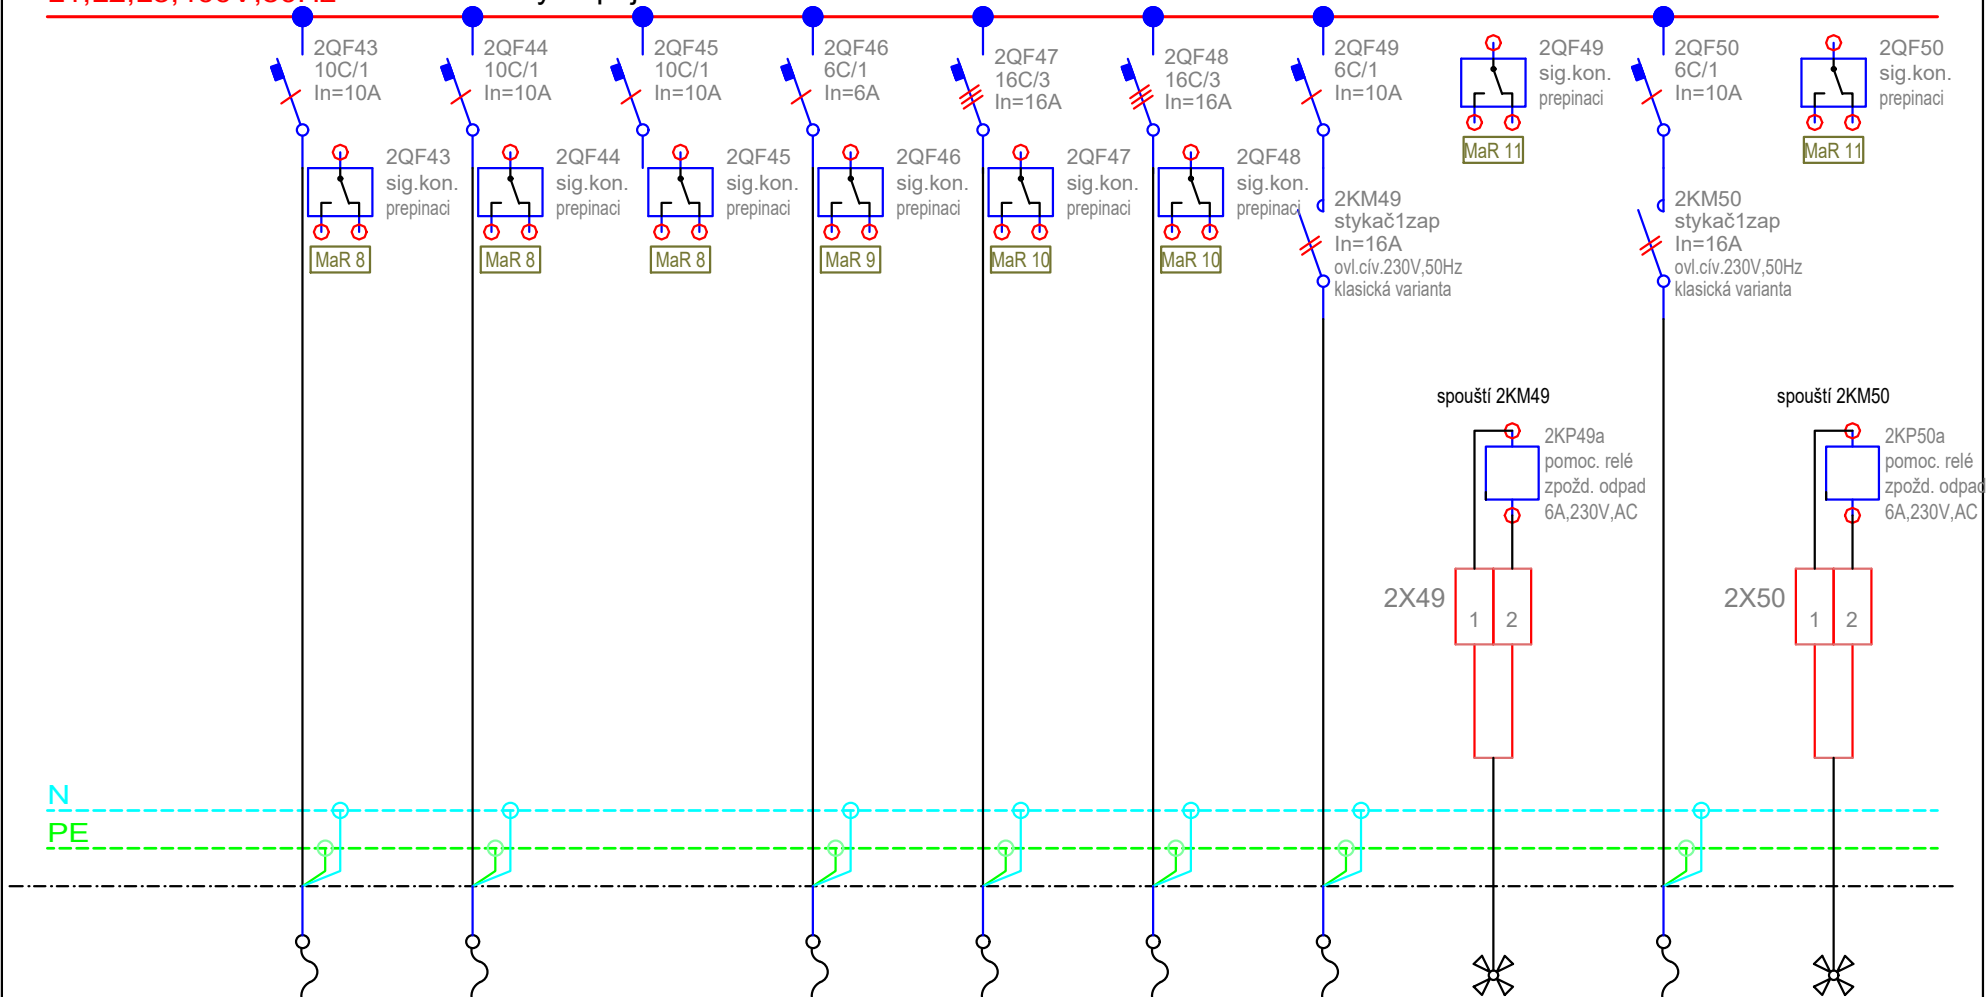 2QF43
10C/1
In=10A
2QF44
10C/1
In=10A
2QF45
10C/1
In=10A
2QF46
6C/1
In=6A
2QF47
16C/3
In=16A
2QF48
16C/3
In=16A
2QF49
6C/1
In=10A
2QF49
sig.kon.
prepinaci
MaR 11
2QF50
6C/1
In=10A
2QF50
sig.kon.
prepinaci
MaR 11
2QF43
sig.kon.
prepinaci
MaR 8
2QF44
sig.kon.
prepinaci
MaR 8
2QF45
sig.kon.
prepinaci
MaR 8
2QF46
sig.kon.
prepinaci
MaR 9
2QF47
sig.kon.
prepinaci
MaR 10
2QF48
sig.kon.
prepinaci
MaR 10
2KM49
stykač1zap
In=16A
ovl.cív.230V,50Hz
klasická varianta
2KM50
stykač1zap
In=16A
ovl.cív.230V,50Hz
klasická varianta
spouští 2KM49
2KP49a
pomoc. relé
zpožd. odpad
6A,230V,AC
2X49
1 2
spouští 2KM50
2KP50a
pomoc. relé
zpožd. odpad
6A,230V,AC
2X50
1 2
N
PE